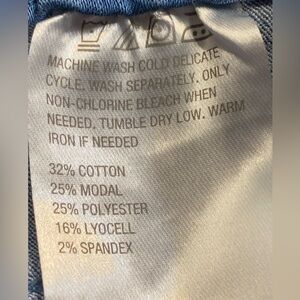 MACHINE WASH COLD DELICATE
CYCLE. WASH SEPARATELY. ONLY
NON-CHLORINE BLEACH WHEN
NEEDED. TUMBLE DRY LOW. WARM
IRON IF NEEDED
32% COTTON
25% MODAL
25% POLYESTER
16% LYOCELL
2% SPANDEX